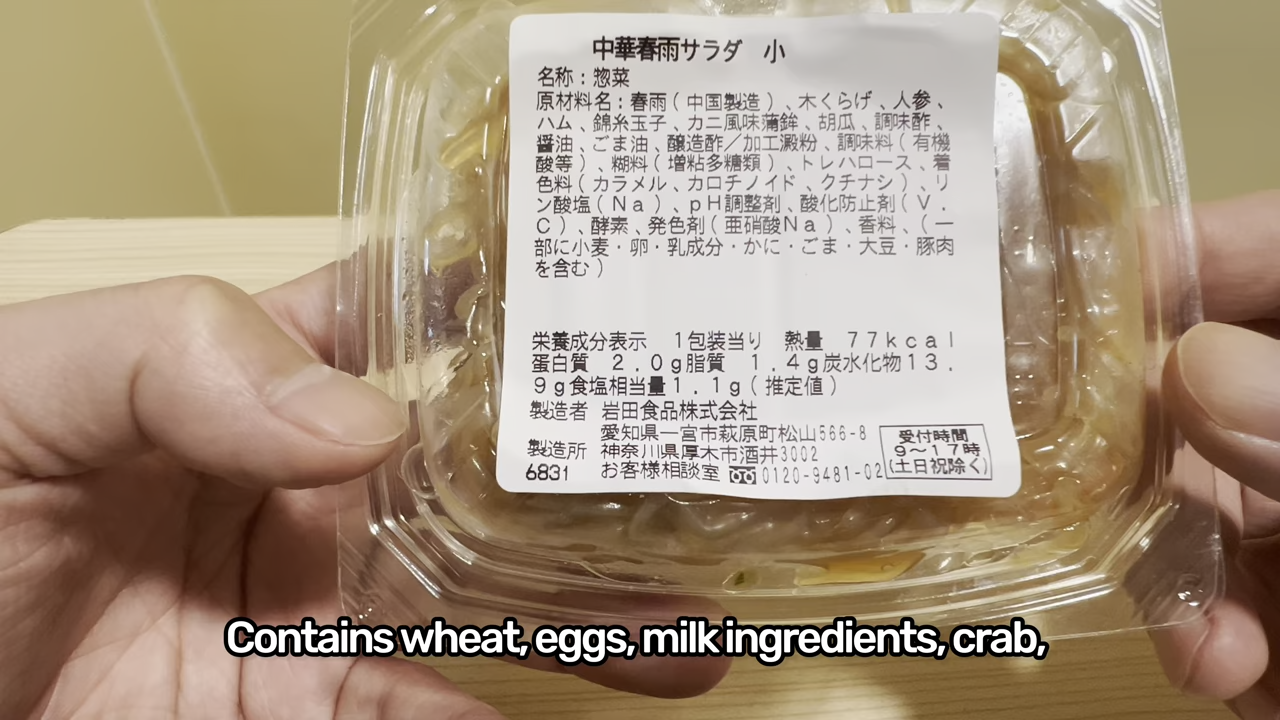 中華春雨サラダ 小
名称：惣菜
原材料名：春雨（中国製造）、木くらげ、人参、
ハム、錦糸玉子、カニ風味蒲鉾、胡瓜、調味酢、
醤油、ごま油、醸造酢／加工澱粉、調味料（有機
酸等）、糊料（増粘多糖類）、トレハロース、着
色料（カラメル、カロチノイド、クチナシ）、リ
ン酸塩（Ｎａ）、ｐＨ調整剤、酸化防止剤（Ｖ．
Ｃ）、酵素、発色剤（亜硝酸Ｎａ）、香料、（一
部に小麦・卵・乳成分・かに・ごま・大豆・豚肉
を含む）
栄養成分表示 １包装当り 熱量 ７７ｋｃａｌ
蛋白質 ２．０ｇ脂質 １．４ｇ炭水化物１３．
９ｇ食塩相当量１．１ｇ（推定値）
製造者 岩田食品株式会社
愛知県一宮市萩原町松山566-8
製造所 神奈川県厚木市酒井3002
6831 お客様相談室 0120-9481-02
受付時間
９～１７時
(土日祝除く)
Contains wheat, eggs, milk ingredients, crab,